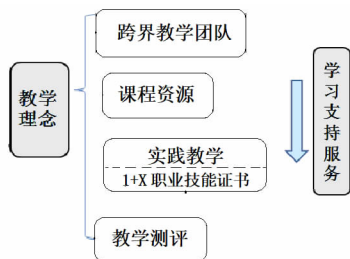 跨界教学团队
教学
理念
课程资源
实践教学
1+X 职业技能证书
教学测评
学习支持服务